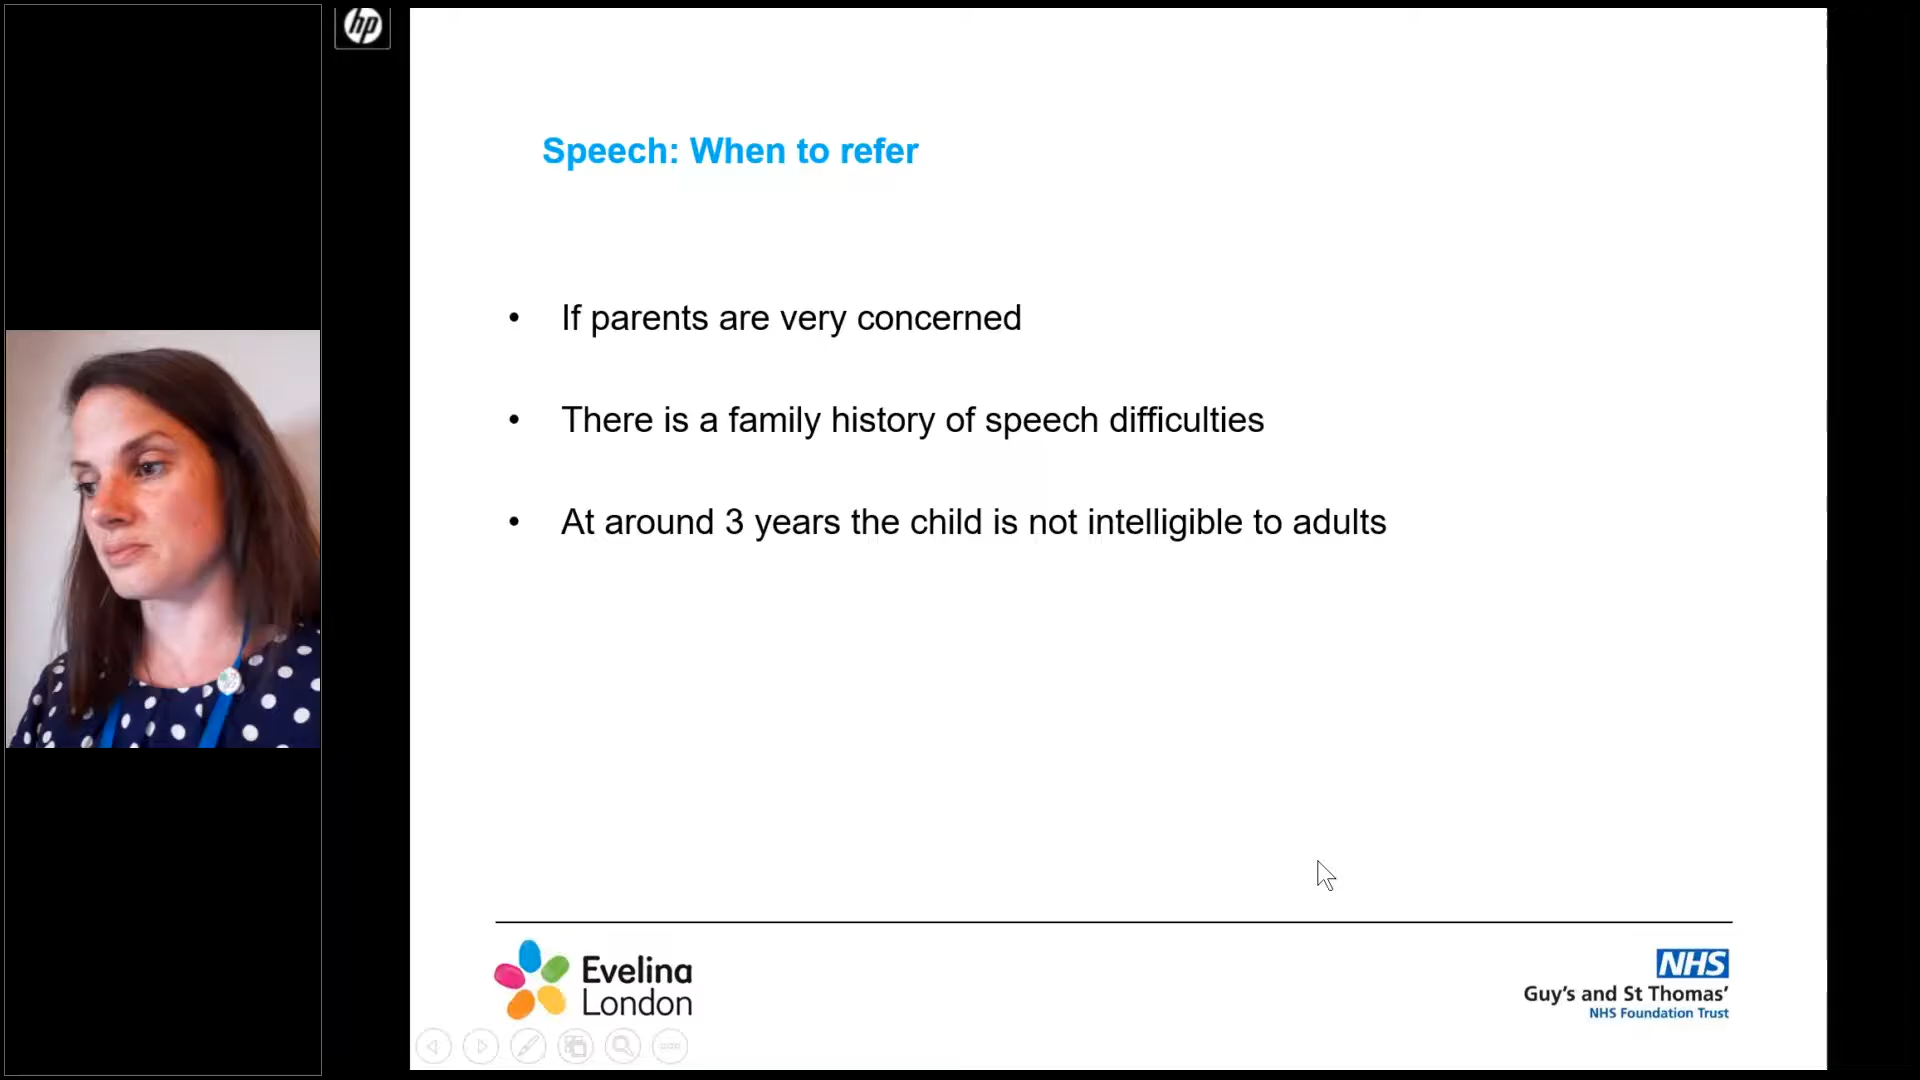 hp
Speech: When to refer
• If parents are very concerned
• There is a family history of speech difficulties
• At around 3 years the child is not intelligible to adults
Evelina
London
NHS
Guy's and St Thomas'
NHS Foundation Trust